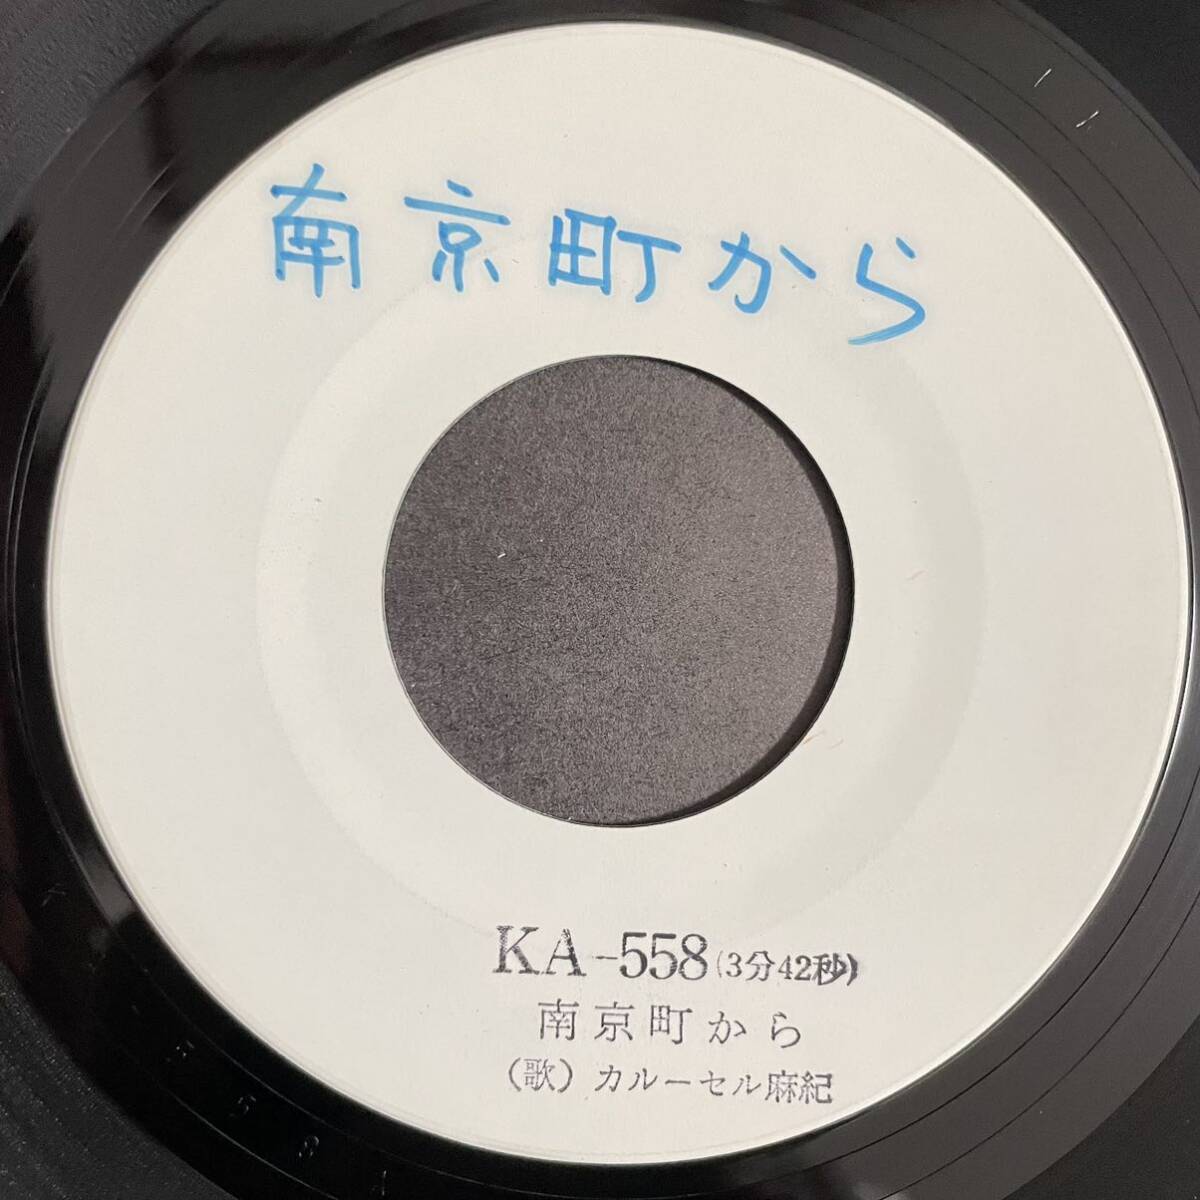 南京町から
KA-558(3分42秒)
南京町から
(歌) カルーセル麻紀